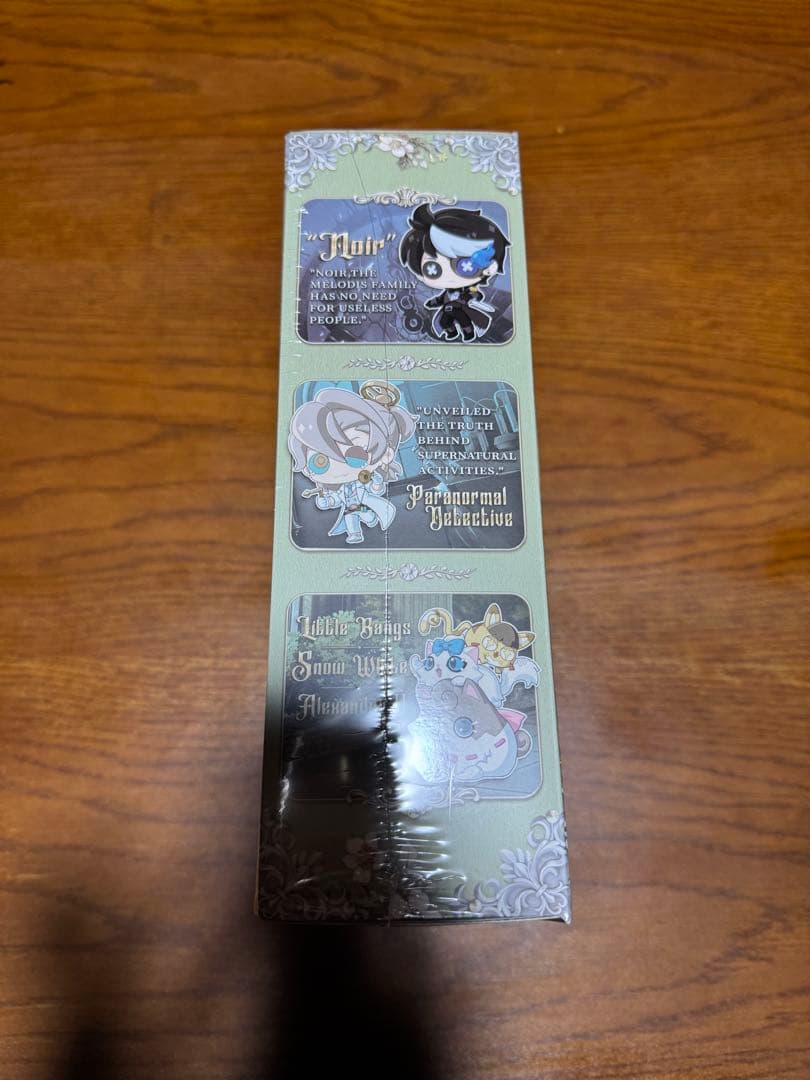 "Noir"
"NOIR,THE
MELODIS FAMILY
HAS NO NEED
FOR USELESS
PEOPLE."
"UNVEILED
THE TRUTH
BEHIND
SUPERNATURAL
ACTIVITIES."
Paranormal
Detective
Little Bangs
Snow White